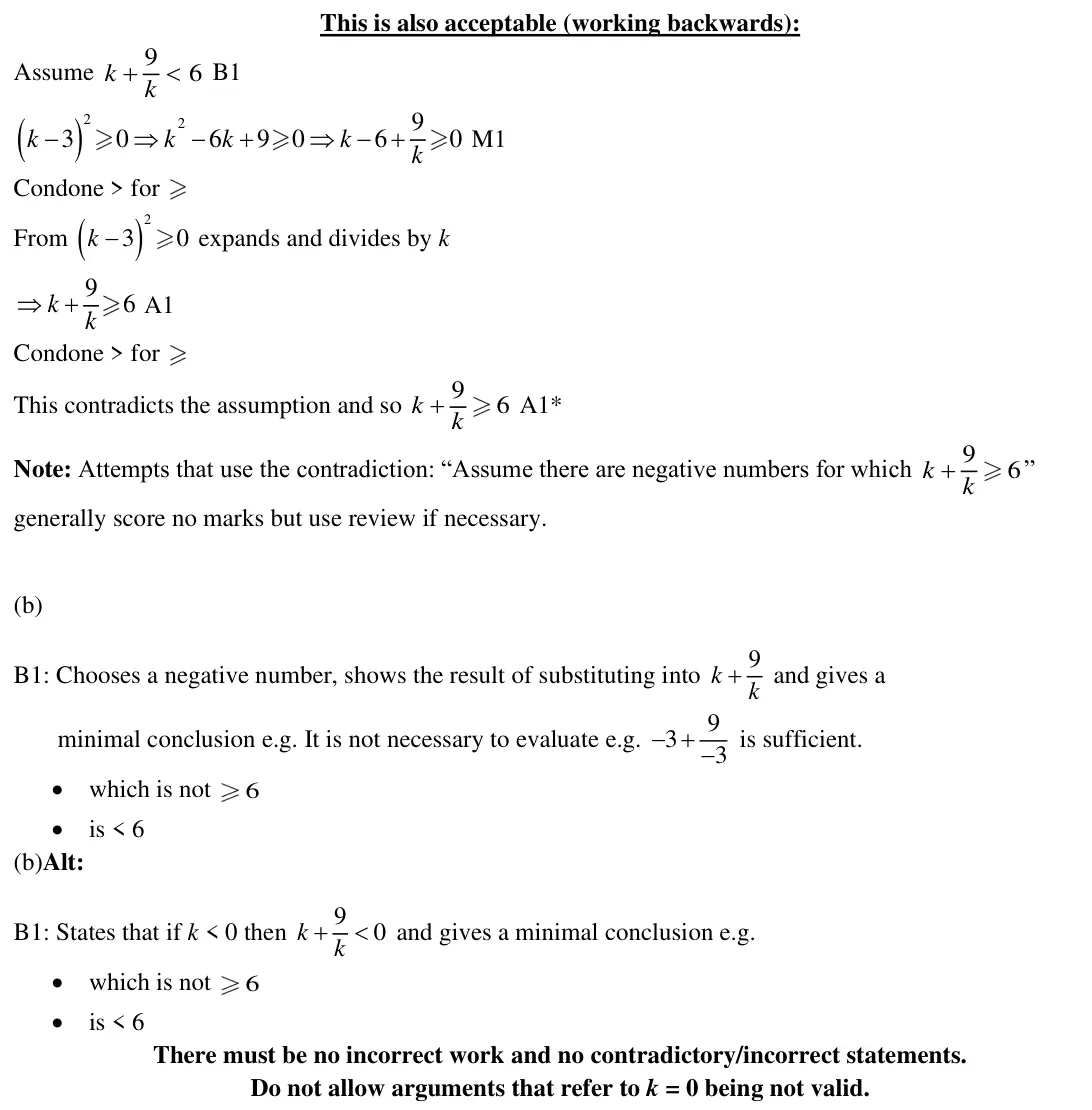 This is also acceptable (working backwards):
Assume k + 9/k < 6 B1
(k − 3)² ⩾ 0 ⇒ k² − 6k + 9 ⩾ 0 ⇒ k − 6 + 9/k ⩾ 0 M1
Condone > for ⩾
From (k − 3)² ⩾ 0 expands and divides by k
⇒ k + 9/k ⩾ 6 A1
Condone > for ⩾
This contradicts the assumption and so k + 9/k ⩾ 6 A1*
Note: Attempts that use the contradiction: “Assume there are negative numbers for which k + 9/k ⩾ 6”
generally score no marks but use review if necessary.
(b)
B1: Chooses a negative number, shows the result of substituting into k + 9/k and gives a
minimal conclusion e.g. It is not necessary to evaluate e.g. −3 + 9/−3 is sufficient.
• which is not ⩾ 6
• is < 6
(b)Alt:
B1: States that if k < 0 then k + 9/k < 0 and gives a minimal conclusion e.g.
• which is not ⩾ 6
• is < 6
There must be no incorrect work and no contradictory/incorrect statements.
Do not allow arguments that refer to k = 0 being not valid.